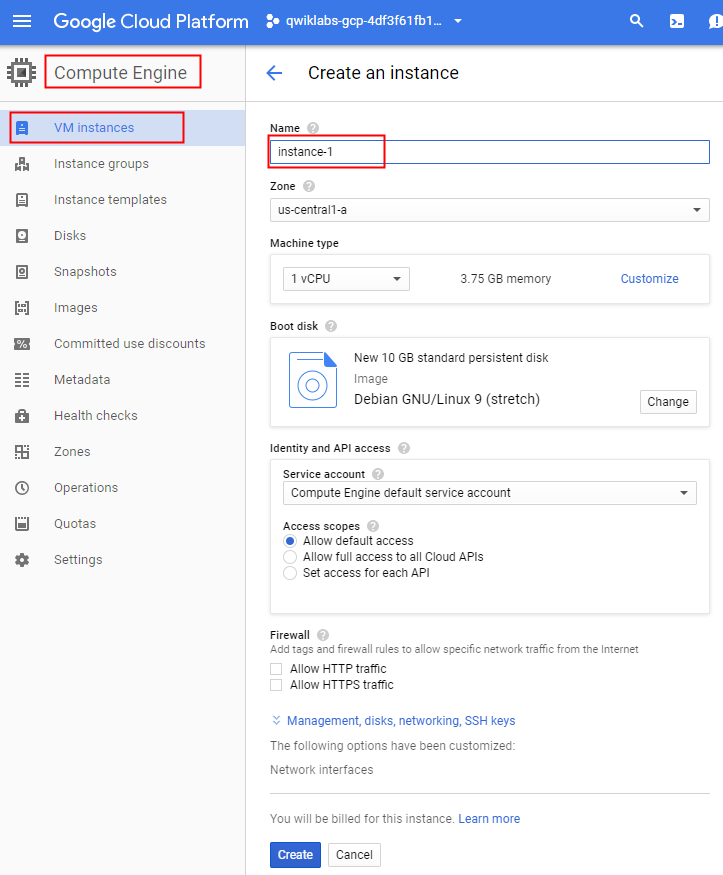 Google Cloud Platform
qwiklabs-gcp-4df3f61fb1...
Compute Engine
VM instances
Instance groups
Instance templates
Disks
Snapshots
Images
Committed use discounts
Metadata
Health checks
Zones
Operations
Quotas
Settings
Create an instance
Name
instance-1
Zone
us-central1-a
Machine type
1 vCPU 3.75 GB memory Customize
Boot disk
New 10 GB standard persistent disk
Image
Debian GNU/Linux 9 (stretch)
Change
Identity and API access
Service account
Compute Engine default service account
Access scopes
Allow default access
Allow full access to all Cloud APIs
Set access for each API
Firewall
Add tags and firewall rules to allow specific network traffic from the Internet
Allow HTTP traffic
Allow HTTPS traffic
Management, disks, networking, SSH keys
The following options have been customized:
Network interfaces
You will be billed for this instance. Learn more
Create Cancel